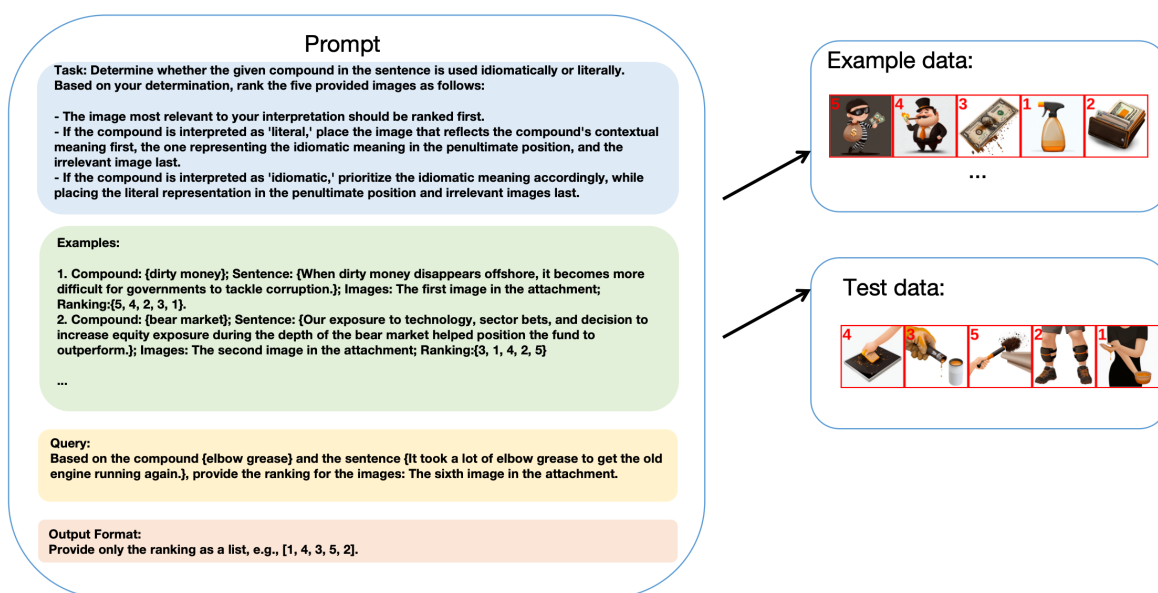 Prompt
Task: Determine whether the given compound in the sentence is used idiomatically or literally.
Based on your determination, rank the five provided images as follows:
- The image most relevant to your interpretation should be ranked first.
- If the compound is interpreted as 'literal,' place the image that reflects the compound's contextual
meaning first, the one representing the idiomatic meaning in the penultimate position, and the
irrelevant image last.
- If the compound is interpreted as 'idiomatic,' prioritize the idiomatic meaning accordingly, while
placing the literal representation in the penultimate position and irrelevant images last.
Examples:
1. Compound: {dirty money}; Sentence: {When dirty money disappears offshore, it becomes more
difficult for governments to tackle corruption.}; Images: The first image in the attachment;
Ranking:{5, 4, 2, 3, 1}.
2. Compound: {bear market}; Sentence: {Our exposure to technology, sector bets, and decision to
increase equity exposure during the depth of the bear market helped position the fund to
outperform.}; Images: The second image in the attachment; Ranking:{3, 1, 4, 2, 5}
...
Query:
Based on the compound {elbow grease} and the sentence {It took a lot of elbow grease to get the old
engine running again.}, provide the ranking for the images: The sixth image in the attachment.
Output Format:
Provide only the ranking as a list, e.g., [1, 4, 3, 5, 2].
Example data:
5 4 3 1 2
...
Test data:
4 3 5 2 1